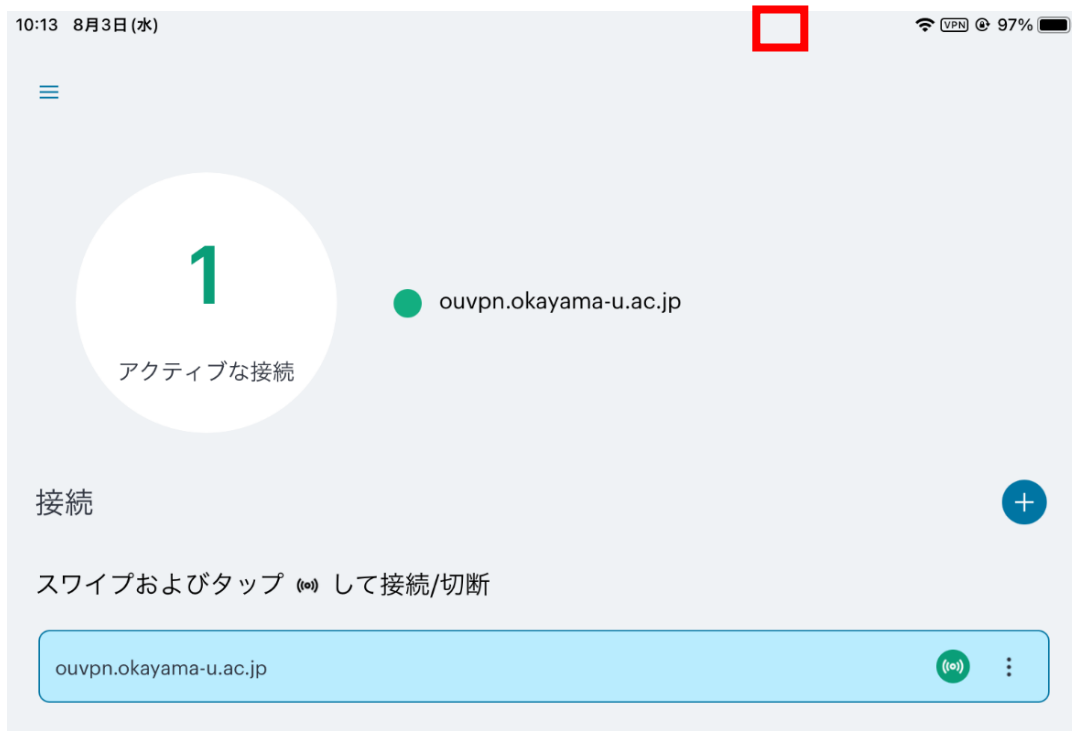 10:13 8月3日(水) VPN 97%
1
アクティブな接続
ouvpn.okayama-u.ac.jp
接続
スワイプおよびタップ して接続/切断
ouvpn.okayama-u.ac.jp